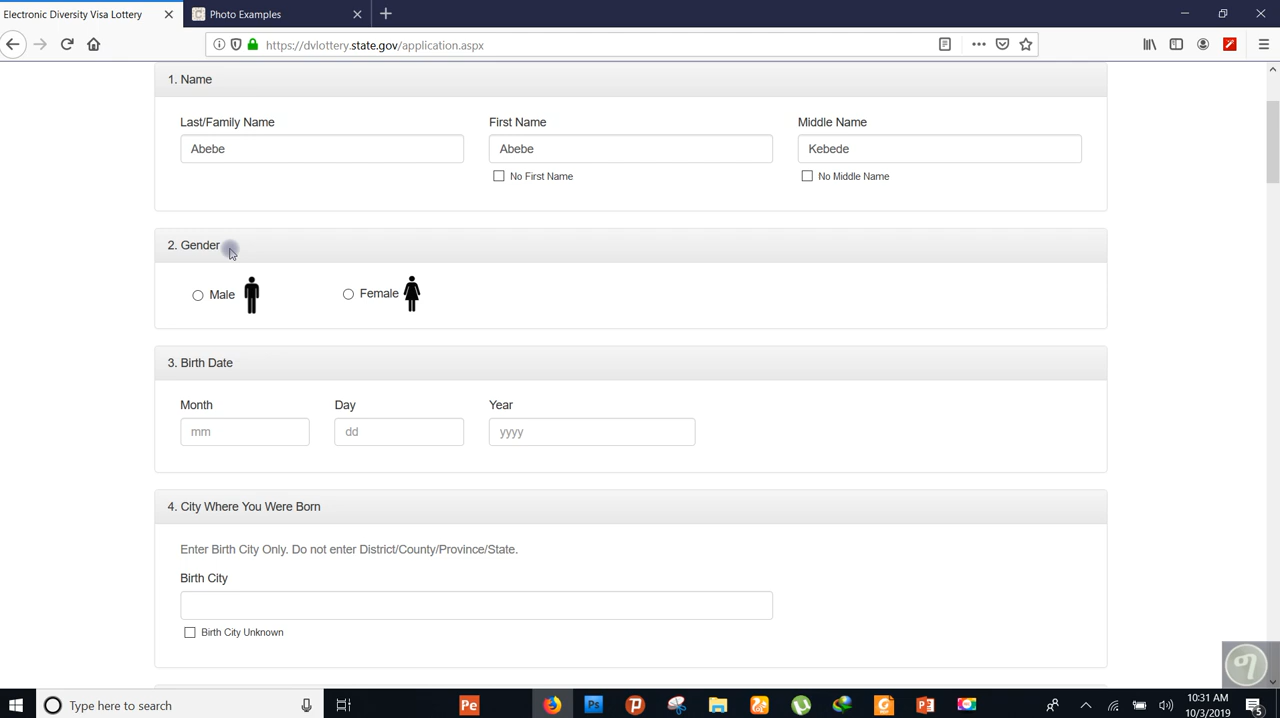 Electronic Diversity Visa Lottery
Photo Examples
https://dvlottery.state.gov/application.aspx
1. Name
Last/Family Name
First Name
Middle Name
Abebe
Abebe
Kebede
No First Name
No Middle Name
2. Gender
Male
Female
3. Birth Date
Month
Day
Year
mm
dd
yyyy
4. City Where You Were Born
Enter Birth City Only. Do not enter District/County/Province/State.
Birth City
Birth City Unknown
Type here to search
Pe
Ps
10:31 AM
10/3/2019
5